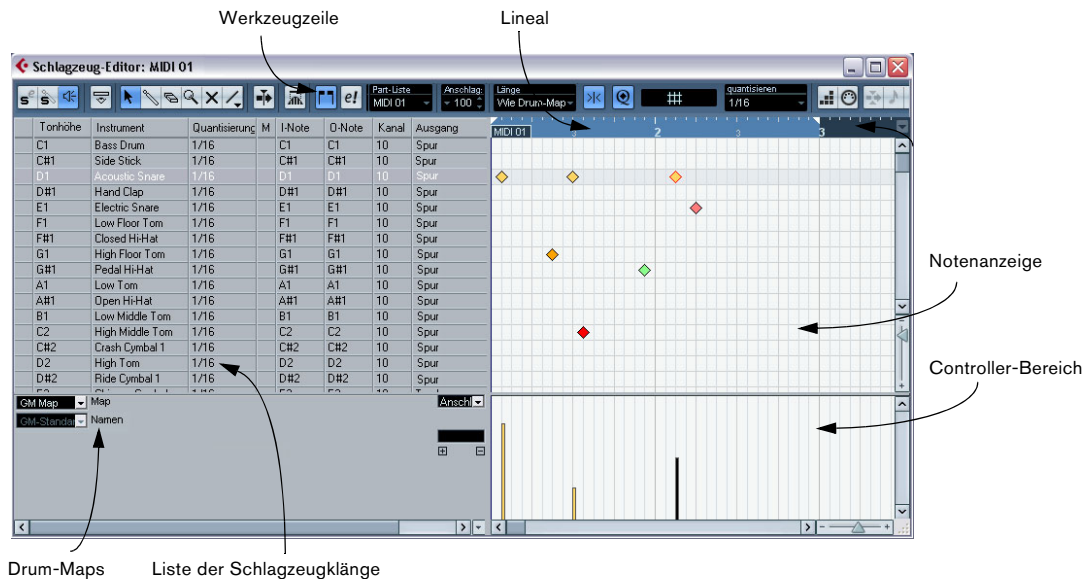 Werkzeugzeile
Lineal
Schlagzeug-Editor: MIDI 01
Part-Liste
MIDI 01
Anschlag:
100
Länge
Wie Drum-Map
quantisieren
1/16
Tonhöhe Instrument Quantisierung M I-Note O-Note Kanal Ausgang
MIDI 01 3 2 3 3
C1 Bass Drum 1/16 C1 C1 10 Spur
C#1 Side Stick 1/16 C#1 C#1 10 Spur
D1 Acoustic Snare 1/16 D1 D1 10 Spur
D#1 Hand Clap 1/16 D#1 D#1 10 Spur
E1 Electric Snare 1/16 E1 E1 10 Spur
F1 Low Floor Tom 1/16 F1 F1 10 Spur
F#1 Closed Hi-Hat 1/16 F#1 F#1 10 Spur
G1 High Floor Tom 1/16 G1 G1 10 Spur
G#1 Pedal Hi-Hat 1/16 G#1 G#1 10 Spur
A1 Low Tom 1/16 A1 A1 10 Spur
A#1 Open Hi-Hat 1/16 A#1 A#1 10 Spur
B1 Low Middle Tom 1/16 B1 B1 10 Spur
C2 High Middle Tom 1/16 C2 C2 10 Spur
C#2 Crash Cymbal 1 1/16 C#2 C#2 10 Spur
D2 High Tom 1/16 D2 D2 10 Spur
D#2 Ride Cymbal 1 1/16 D#2 D#2 10 Spur
GM Map Map
Anschl
GM-Standar Namen
Notenanzeige
Controller-Bereich
Drum-Maps
Liste der Schlagzeugklänge